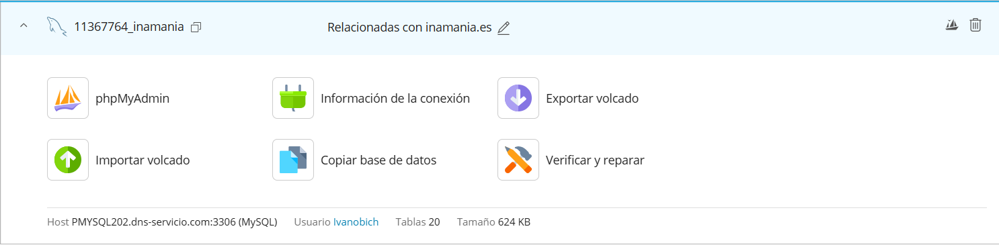 11367764_inamania Relacionadas con inamania.es
phpMyAdmin Información de la conexión Exportar volcado
Importar volcado Copiar base de datos Verificar y reparar
Host PMYSQL202.dns-servicio.com:3306 (MySQL) Usuario Ivanobich Tablas 20 Tamaño 624 KB